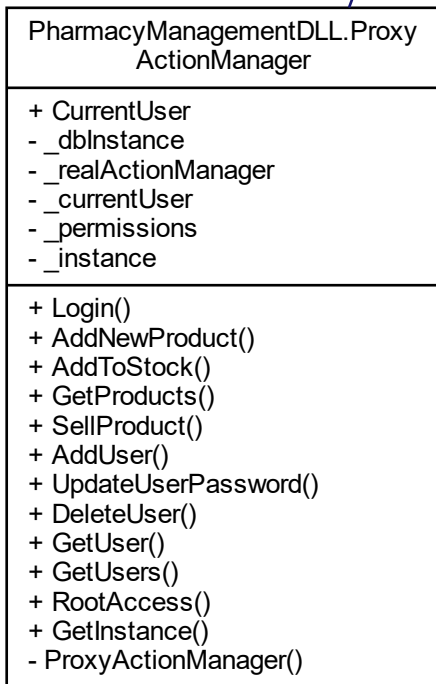 PharmacyManagementDLL.Proxy
ActionManager
+ CurrentUser
- _dbInstance
- _realActionManager
- _currentUser
- _permissions
- _instance
+ Login()
+ AddNewProduct()
+ AddToStock()
+ GetProducts()
+ SellProduct()
+ AddUser()
+ UpdateUserPassword()
+ DeleteUser()
+ GetUser()
+ GetUsers()
+ RootAccess()
+ GetInstance()
- ProxyActionManager()